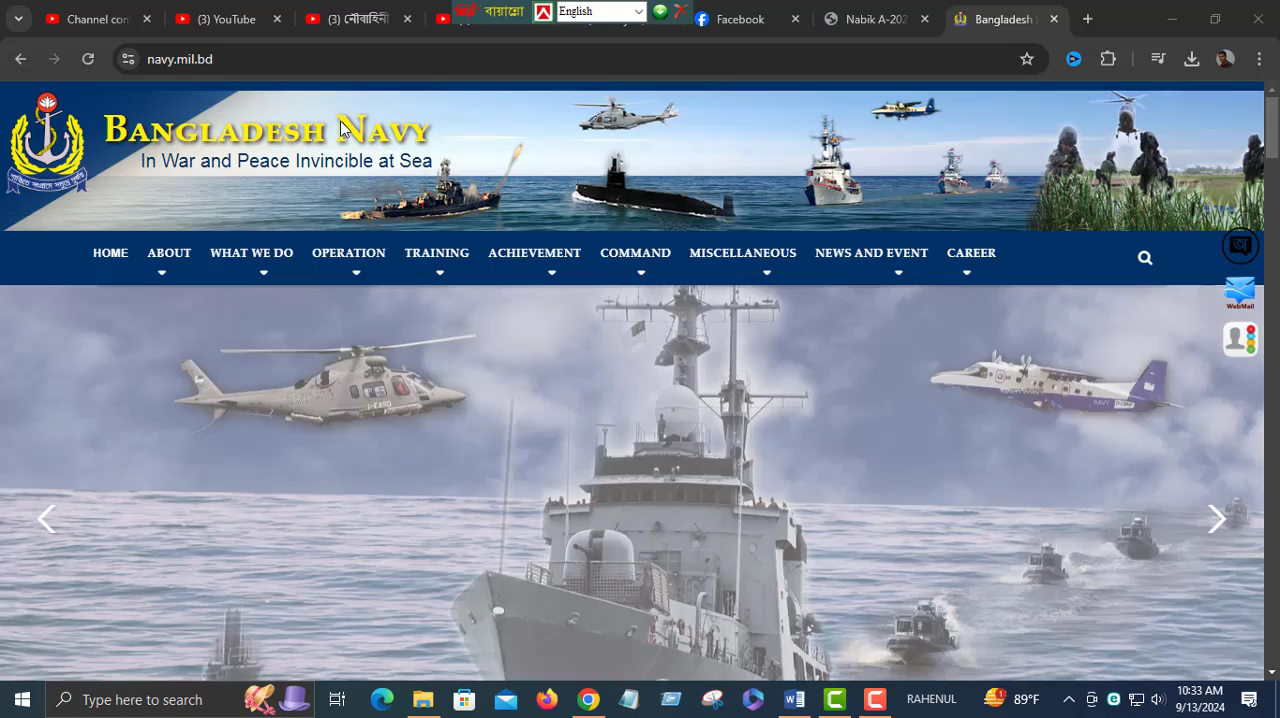 Channel con
(3) YouTube
(3) মৌবাকিনী
বায়ান্নো
English
Facebook
Nabik A-202
Bangladesh
navy.mil.bd
BANGLADESH NAVY
In War and Peace Invincible at Sea
HOME ABOUT WHAT WE DO OPERATION TRAINING ACHIEVEMENT COMMAND MISCELLANEOUS NEWS AND EVENT CAREER
WebMail
Type here to search
RAHENUL
1
89°F
10:33 AM
9/13/2024